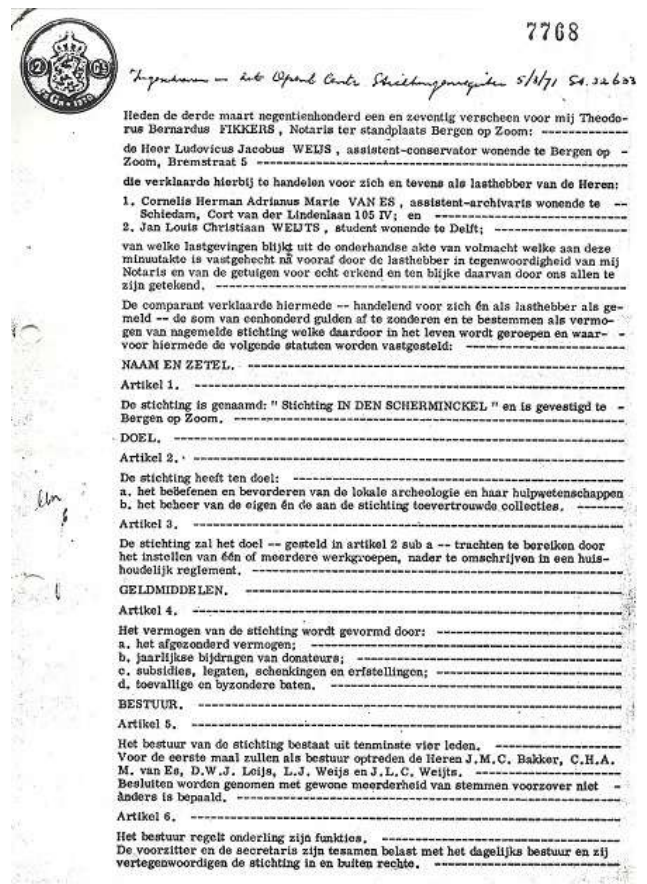 7768
Ingeschreven in het Openb Centr Stichtingenregister 5/3/71 St. 32633
Heden de derde maart negentienhonderd een en zeventig verscheen voor mij Theodo-
rus Bernardus FIKKERS , Notaris ter standplaats Bergen op Zoom: -------------
de Heer Ludovicus Jacobus WEIJS , assistent-conservator wonende te Bergen op -
Zoom, Bremstraat 5 ------------------------------------------------
die verklaarde hierbij te handelen voor zich en tevens als lasthebber van de Heren:
1. Cornelis Herman Adrianus Marie VAN ES , assistent-archivaris wonende te --
Schiedam, Cort van der Lindenlaan 105 IV; en -------------------------
2. Jan Louis Christiaan WEIJTS , student wonende te Delft; -------------------
van welke lastgevingen blijkt uit de onderhandse akte van volmacht welke aan deze
minuutakte is vastgehecht na vooraf door de lasthebber in tegenwoordigheid van mij
Notaris en van de getuigen voor echt erkend en ten blijke daarvan door ons allen te
zijn getekend. ----------------------------------------------------
De comparant verklaarde hiermede -- handelend voor zich én als lasthebber als ge-
meld -- de som van eenhonderd gulden af te zonderen en te bestemmen als vermo-
gen van nagemelde stichting welke daardoor in het leven wordt geroepen en waar- -
voor hiermede de volgende statuten worden vastgesteld: ----------------------
NAAM EN ZETEL. ------------------------------------------------
Artikel 1. ------------------------------------------------------
De stichting is genaamd: " Stichting IN DEN SCHERMINCKEL " en is gevestigd te -
Bergen op Zoom. --------------------------------------------------
DOEL. --------------------------------------------------------
Artikel 2. ------------------------------------------------------
De stichting heeft ten doel: -------------------------------------------
a. het beoefenen en bevorderen van de lokale archeologie en haar hulpwetenschappen
b. het beheer van de eigen én de aan de stichting toevertrouwde collecties. -------
Artikel 3. ------------------------------------------------------
De stichting zal het doel -- gesteld in artikel 2 sub a -- trachten te bereiken door
het instellen van één of meerdere werkgroepen, nader te omschrijven in een huis-
houdelijk reglement. -----------------------------------------------
GELDMIDDELEN. ------------------------------------------------
Artikel 4. ------------------------------------------------------
Het vermogen van de stichting wordt gevormd door: ------------------------
a. het afgezonderd vermogen; ----------------------------------------
b. jaarlijkse bijdragen van donateurs; -----------------------------------
c. subsidies, legaten, schenkingen en erfstellingen; ------------------------
d. toevallige en byzondere baten. --------------------------------------
BESTUUR. -----------------------------------------------------
Artikel 5. ------------------------------------------------------
Het bestuur van de stichting bestaat uit tenminste vier leden. -----------------
Voor de eerste maal zullen als bestuur optreden de Heren J.M.C. Bakker, C.H.A.
M. van Es, D.W.J. Leijs, L.J. Weijs en J.L.C. Weijts. --------------------
Besluiten worden genomen met gewone meerderheid van stemmen voorzover niet -
anders is bepaald. -------------------------------------------------
Artikel 6. ------------------------------------------------------
Het bestuur regelt onderling zijn funkties. -------------------------------
De voorzitter en de secretaris zijn tesamen belast met het dagelijks bestuur en zij
vertegenwoordigen de stichting in en buiten rechte. ------------------------